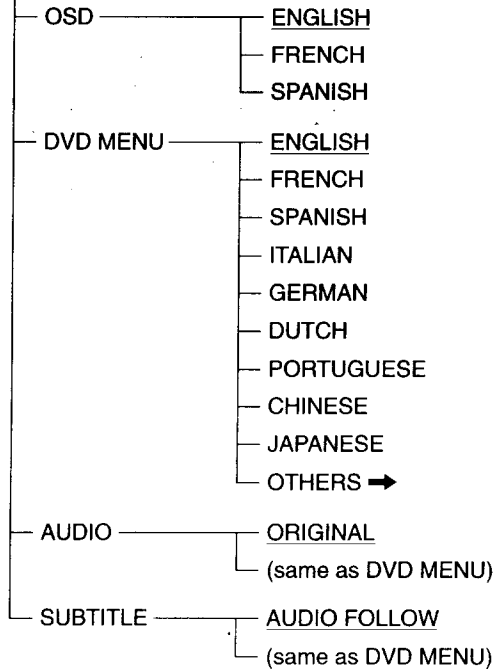 OSD ENGLISH
FRENCH
SPANISH
DVD MENU ENGLISH
FRENCH
SPANISH
ITALIAN
GERMAN
DUTCH
PORTUGUESE
CHINESE
JAPANESE
OTHERS ➡
AUDIO ORIGINAL
(same as DVD MENU)
SUBTITLE AUDIO FOLLOW
(same as DVD MENU)